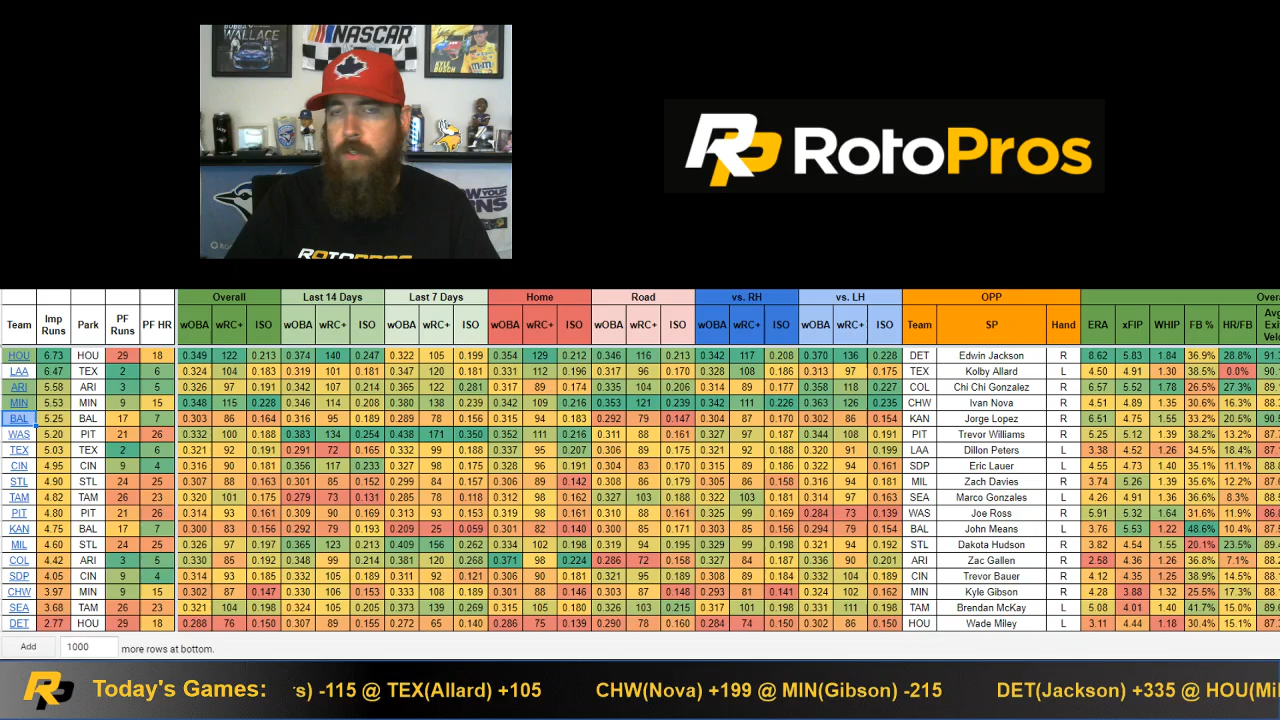 BUBBA
WALLACE
NASCAR
KYLE
BUSCH
ROTOPROS
RP RotoPros
Overall Last 14 Days Last 7 Days Home Road vs. RH vs. LH OPP
Team Imp Runs Park PF Runs PF HR wOBA wRC+ ISO wOBA wRC+ ISO wOBA wRC+ ISO wOBA wRC+ ISO wOBA wRC+ ISO wOBA wRC+ ISO wOBA wRC+ ISO Team SP Hand ERA xFIP WHIP FB % HR/FB
HOU 6.73 HOU 29 18 0.349 122 0.213 0.374 140 0.247 0.322 105 0.199 0.354 129 0.212 0.346 116 0.213 0.342 117 0.208 0.370 136 0.228 DET Edwin Jackson R 8.62 5.83 1.84 36.9% 28.8%
LAA 6.47 TEX 2 6 0.324 104 0.183 0.319 101 0.181 0.347 120 0.181 0.331 112 0.196 0.317 96 0.170 0.328 108 0.186 0.313 97 0.175 TEX Kolby Allard L 4.50 4.91 1.30 38.5% 0.0%
ARI 5.58 ARI 3 5 0.326 97 0.191 0.342 107 0.214 0.365 122 0.281 0.317 89 0.174 0.335 104 0.206 0.314 89 0.177 0.358 118 0.227 COL Chi Chi Gonzalez R 6.57 5.52 1.78 26.5% 27.3%
MIN 5.53 MIN 9 15 0.348 115 0.228 0.344 112 0.218 0.380 138 0.239 0.342 109 0.216 0.353 121 0.239 0.342 111 0.226 0.363 126 0.235 CHW Ivan Nova R 4.51 4.89 1.35 30.6% 16.3%
BAL 5.25 BAL 17 7 0.303 86 0.164 0.302 86 0.164 0.289 78 0.156 0.315 94 0.183 0.292 79 0.147 0.304 87 0.170 0.302 86 0.154 KAN Jorge Lopez R 6.51 4.75 1.55 33.2% 20.5%
WAS 5.20 PIT 21 26 0.332 100 0.188 0.383 134 0.254 0.438 171 0.350 0.352 111 0.216 0.311 88 0.161 0.327 97 0.187 0.344 108 0.191 PIT Trevor Williams R 5.25 5.12 1.39 38.2% 13.2%
TEX 5.03 TEX 2 6 0.321 92 0.191 0.291 72 0.165 0.332 99 0.188 0.337 95 0.207 0.306 89 0.175 0.321 92 0.188 0.320 91 0.199 LAA Dillon Peters L 3.38 4.52 1.26 34.5% 18.4%
CIN 4.95 CIN 9 4 0.316 90 0.181 0.356 117 0.233 0.327 98 0.175 0.328 96 0.191 0.304 83 0.170 0.315 90 0.187 0.322 94 0.161 SDP Eric Lauer L 4.55 4.73 1.40 35.1% 11.1%
STL 4.90 STL 24 25 0.307 88 0.163 0.301 85 0.152 0.299 84 0.157 0.306 89 0.142 0.308 86 0.179 0.305 86 0.158 0.316 94 0.181 MIL Zach Davies R 3.74 5.26 1.39 35.6% 12.2%
TAM 4.82 TAM 26 23 0.320 101 0.175 0.279 73 0.131 0.285 78 0.118 0.312 98 0.162 0.327 103 0.188 0.322 103 0.181 0.314 97 0.163 SEA Marco Gonzales L 4.26 4.91 1.36 38.9% 8.3%
PIT 4.81 PIT 21 26 0.314 93 0.161 0.309 90 0.163 0.313 93 0.153 0.319 98 0.161 0.310 88 0.161 0.325 99 0.169 0.284 73 0.139 WAS Joe Ross R 5.91 5.32 1.64 31.6% 11.9%
KAN 4.75 BAL 17 7 0.300 83 0.156 0.292 79 0.193 0.209 25 0.059 0.301 82 0.140 0.300 85 0.171 0.303 85 0.156 0.294 79 0.154 BAL John Means L 3.76 5.53 1.22 48.6% 10.4%
MIL 4.60 STL 24 25 0.326 97 0.197 0.365 123 0.213 0.409 156 0.262 0.334 102 0.198 0.319 94 0.195 0.329 99 0.198 0.321 94 0.192 STL Dakota Hudson R 3.82 4.54 1.55 20.1% 23.5%
COL 4.42 ARI 3 5 0.330 85 0.192 0.348 99 0.214 0.381 120 0.268 0.371 98 0.224 0.286 72 0.158 0.327 84 0.187 0.336 90 0.201 ARI Zac Gallen R 2.58 4.36 1.26 36.8% 7.1%
SDP 4.05 CIN 9 4 0.314 93 0.185 0.332 105 0.189 0.311 92 0.121 0.306 90 0.181 0.321 95 0.189 0.308 89 0.184 0.332 104 0.189 CIN Trevor Bauer R 4.12 4.35 1.25 38.9% 14.5%
CHW 3.97 MIN 9 15 0.302 87 0.147 0.330 106 0.153 0.333 108 0.189 0.301 88 0.146 0.303 87 0.148 0.293 81 0.141 0.324 102 0.162 MIN Kyle Gibson R 4.28 3.88 1.32 25.5% 17.3%
SEA 3.68 TAM 26 23 0.321 104 0.198 0.324 105 0.205 0.373 139 0.269 0.315 105 0.180 0.326 103 0.215 0.317 101 0.198 0.331 111 0.198 TAM Brendan McKay L 5.08 4.01 1.40 41.7% 15.0%
DET 2.77 HOU 29 18 0.288 76 0.150 0.307 89 0.155 0.272 65 0.140 0.286 75 0.139 0.290 78 0.160 0.284 74 0.150 0.302 86 0.150 HOU Wade Miley L 3.11 4.44 1.18 30.4% 15.1%
Add 1000 more rows at bottom.
RP Today's Games: s) -115 @ TEX(Allard) +105 CHW(Nova) +199 @ MIN(Gibson) -215 DET(Jackson) +335 @ HOU(Mil